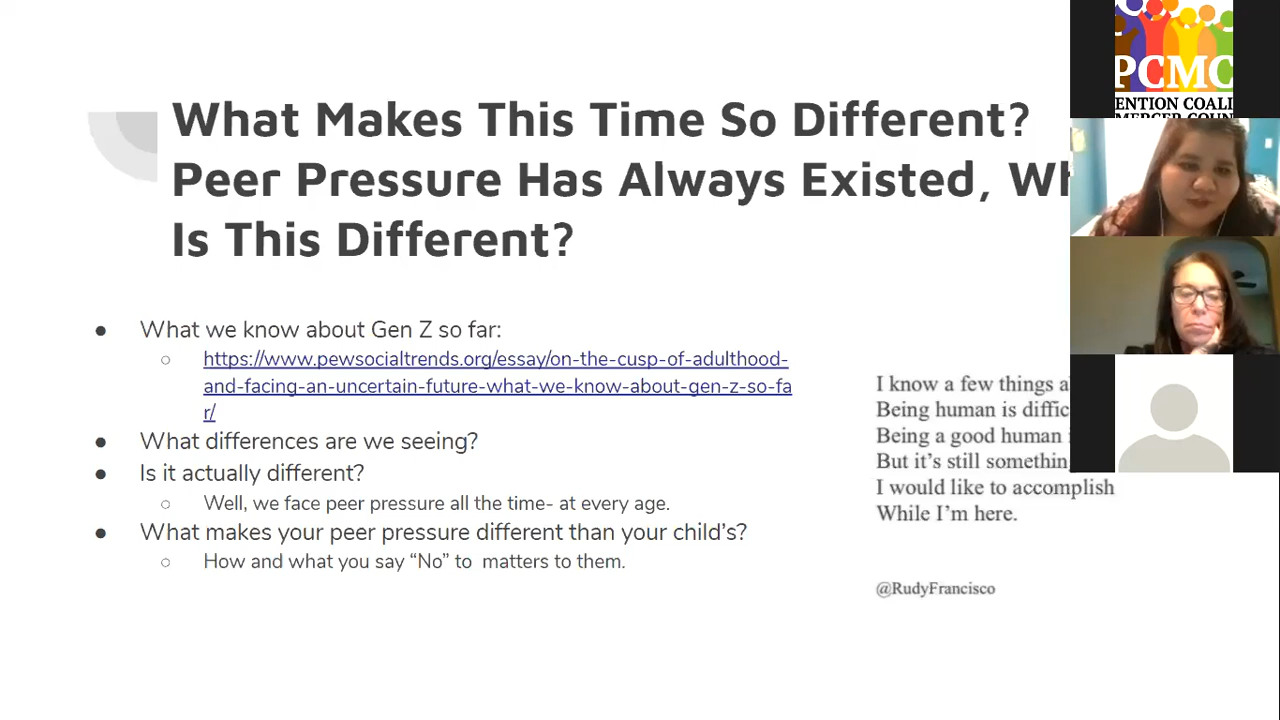 What Makes This Time So Different?
Peer Pressure Has Always Existed,
Is This Different?
● What we know about Gen Z so far:
○ https://www.pewsocialtrends.org/essay/on-the-cusp-of-adulthood-
and-facing-an-uncertain-future-what-we-know-about-gen-z-so-fa
r/
● What differences are we seeing?
● Is it actually different?
○ Well, we face peer pressure all the time- at every age.
● What makes your peer pressure different than your child's?
○ How and what you say “No” to matters to them.
I know a few things
Being human is
Being a good human
But it's still
I would like to accomplish
While I'm here.
@RudyFrancisco
PCMC